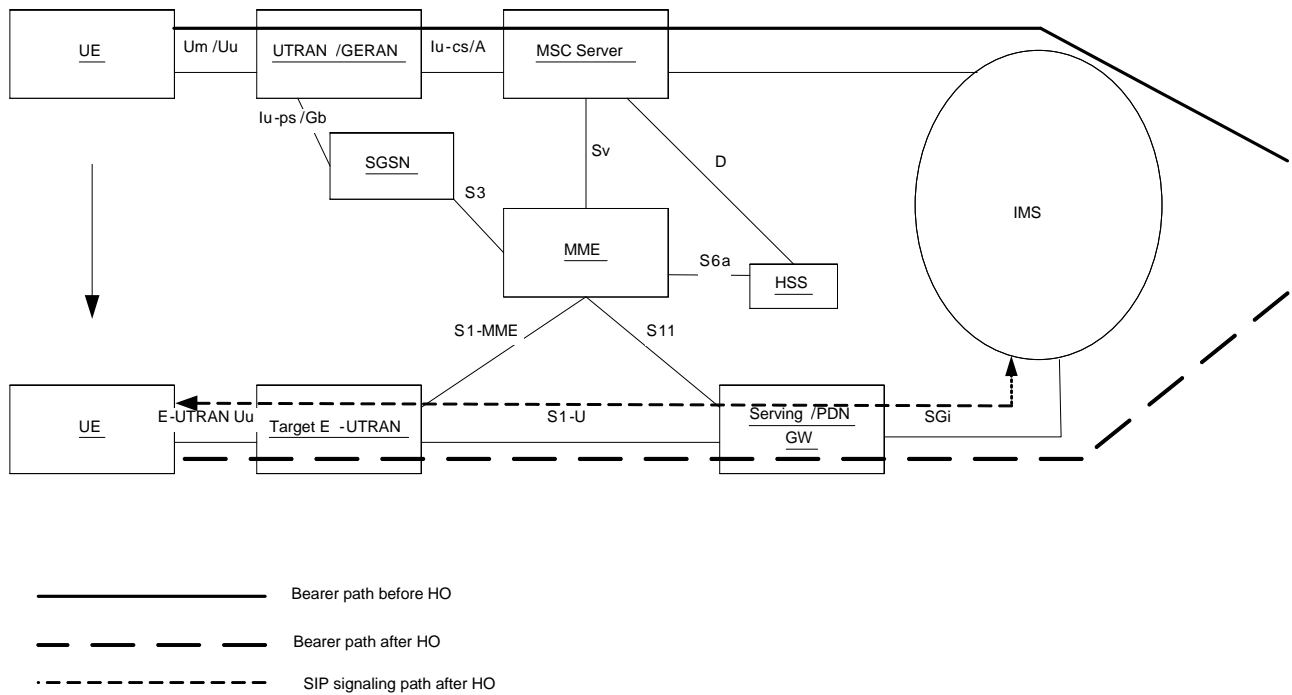 UE
Um /Uu
UTRAN /GERAN
Iu-cs/A
MSC Server
Iu-ps /Gb
SGSN
S3
Sv
D
IMS
MME
S6a
HSS
S1-MME
S11
UE
E-UTRAN Uu
Target E -UTRAN
S1-U
Serving /PDN
GW
SGi
Bearer path before HO
Bearer path after HO
SIP signaling path after HO